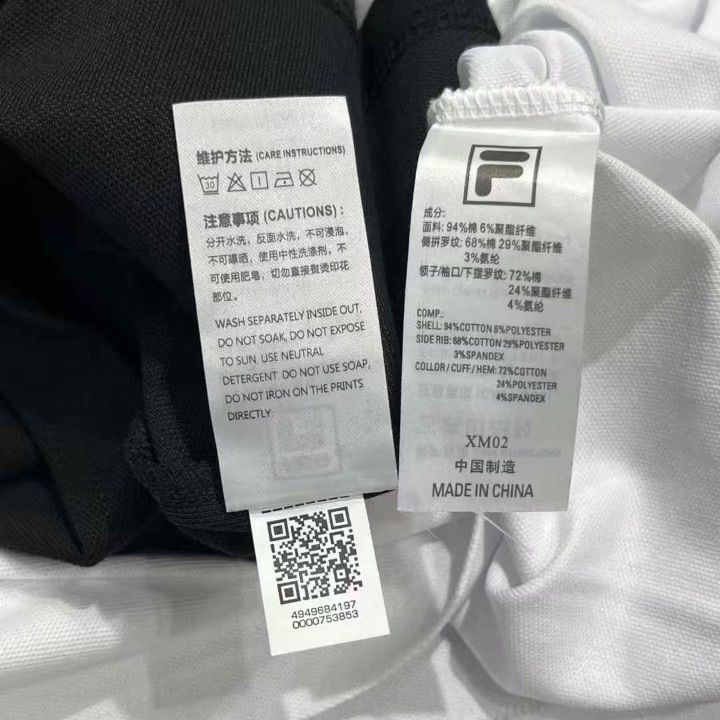 维护方法 (CARE INSTRUCTIONS)
30
注意事项 (CAUTIONS) :
分开水洗，反面水洗，不可浸泡，
不可曝晒，使用中性洗涤剂，不
可使用肥皂，切勿直接熨烫印花
部位。
WASH SEPARATELY INSIDE OUT,
DO NOT SOAK, DO NOT EXPOSE
TO SUN, USE NEUTRAL
DETERGENT. DO NOT USE SOAP,
DO NOT IRON ON THE PRINTS
DIRECTLY.
4949684197
0000753853
F
成分:
面料: 94%棉 6%聚酯纤维
侧拼罗纹: 68%棉 29%聚酯纤维
3%氨纶
领子/袖口/下摆罗纹: 72%棉
24%聚酯纤维
4%氨纶
COMP.:
SHELL: 94%COTTON 6%POLYESTER
SIDE RIB: 68%COTTON 29%POLYESTER
3%SPANDEX
COLLOR / CUFF / HEM: 72%COTTON
24%POLYESTER
4%SPANDEX
XM02
中国制造
MADE IN CHINA